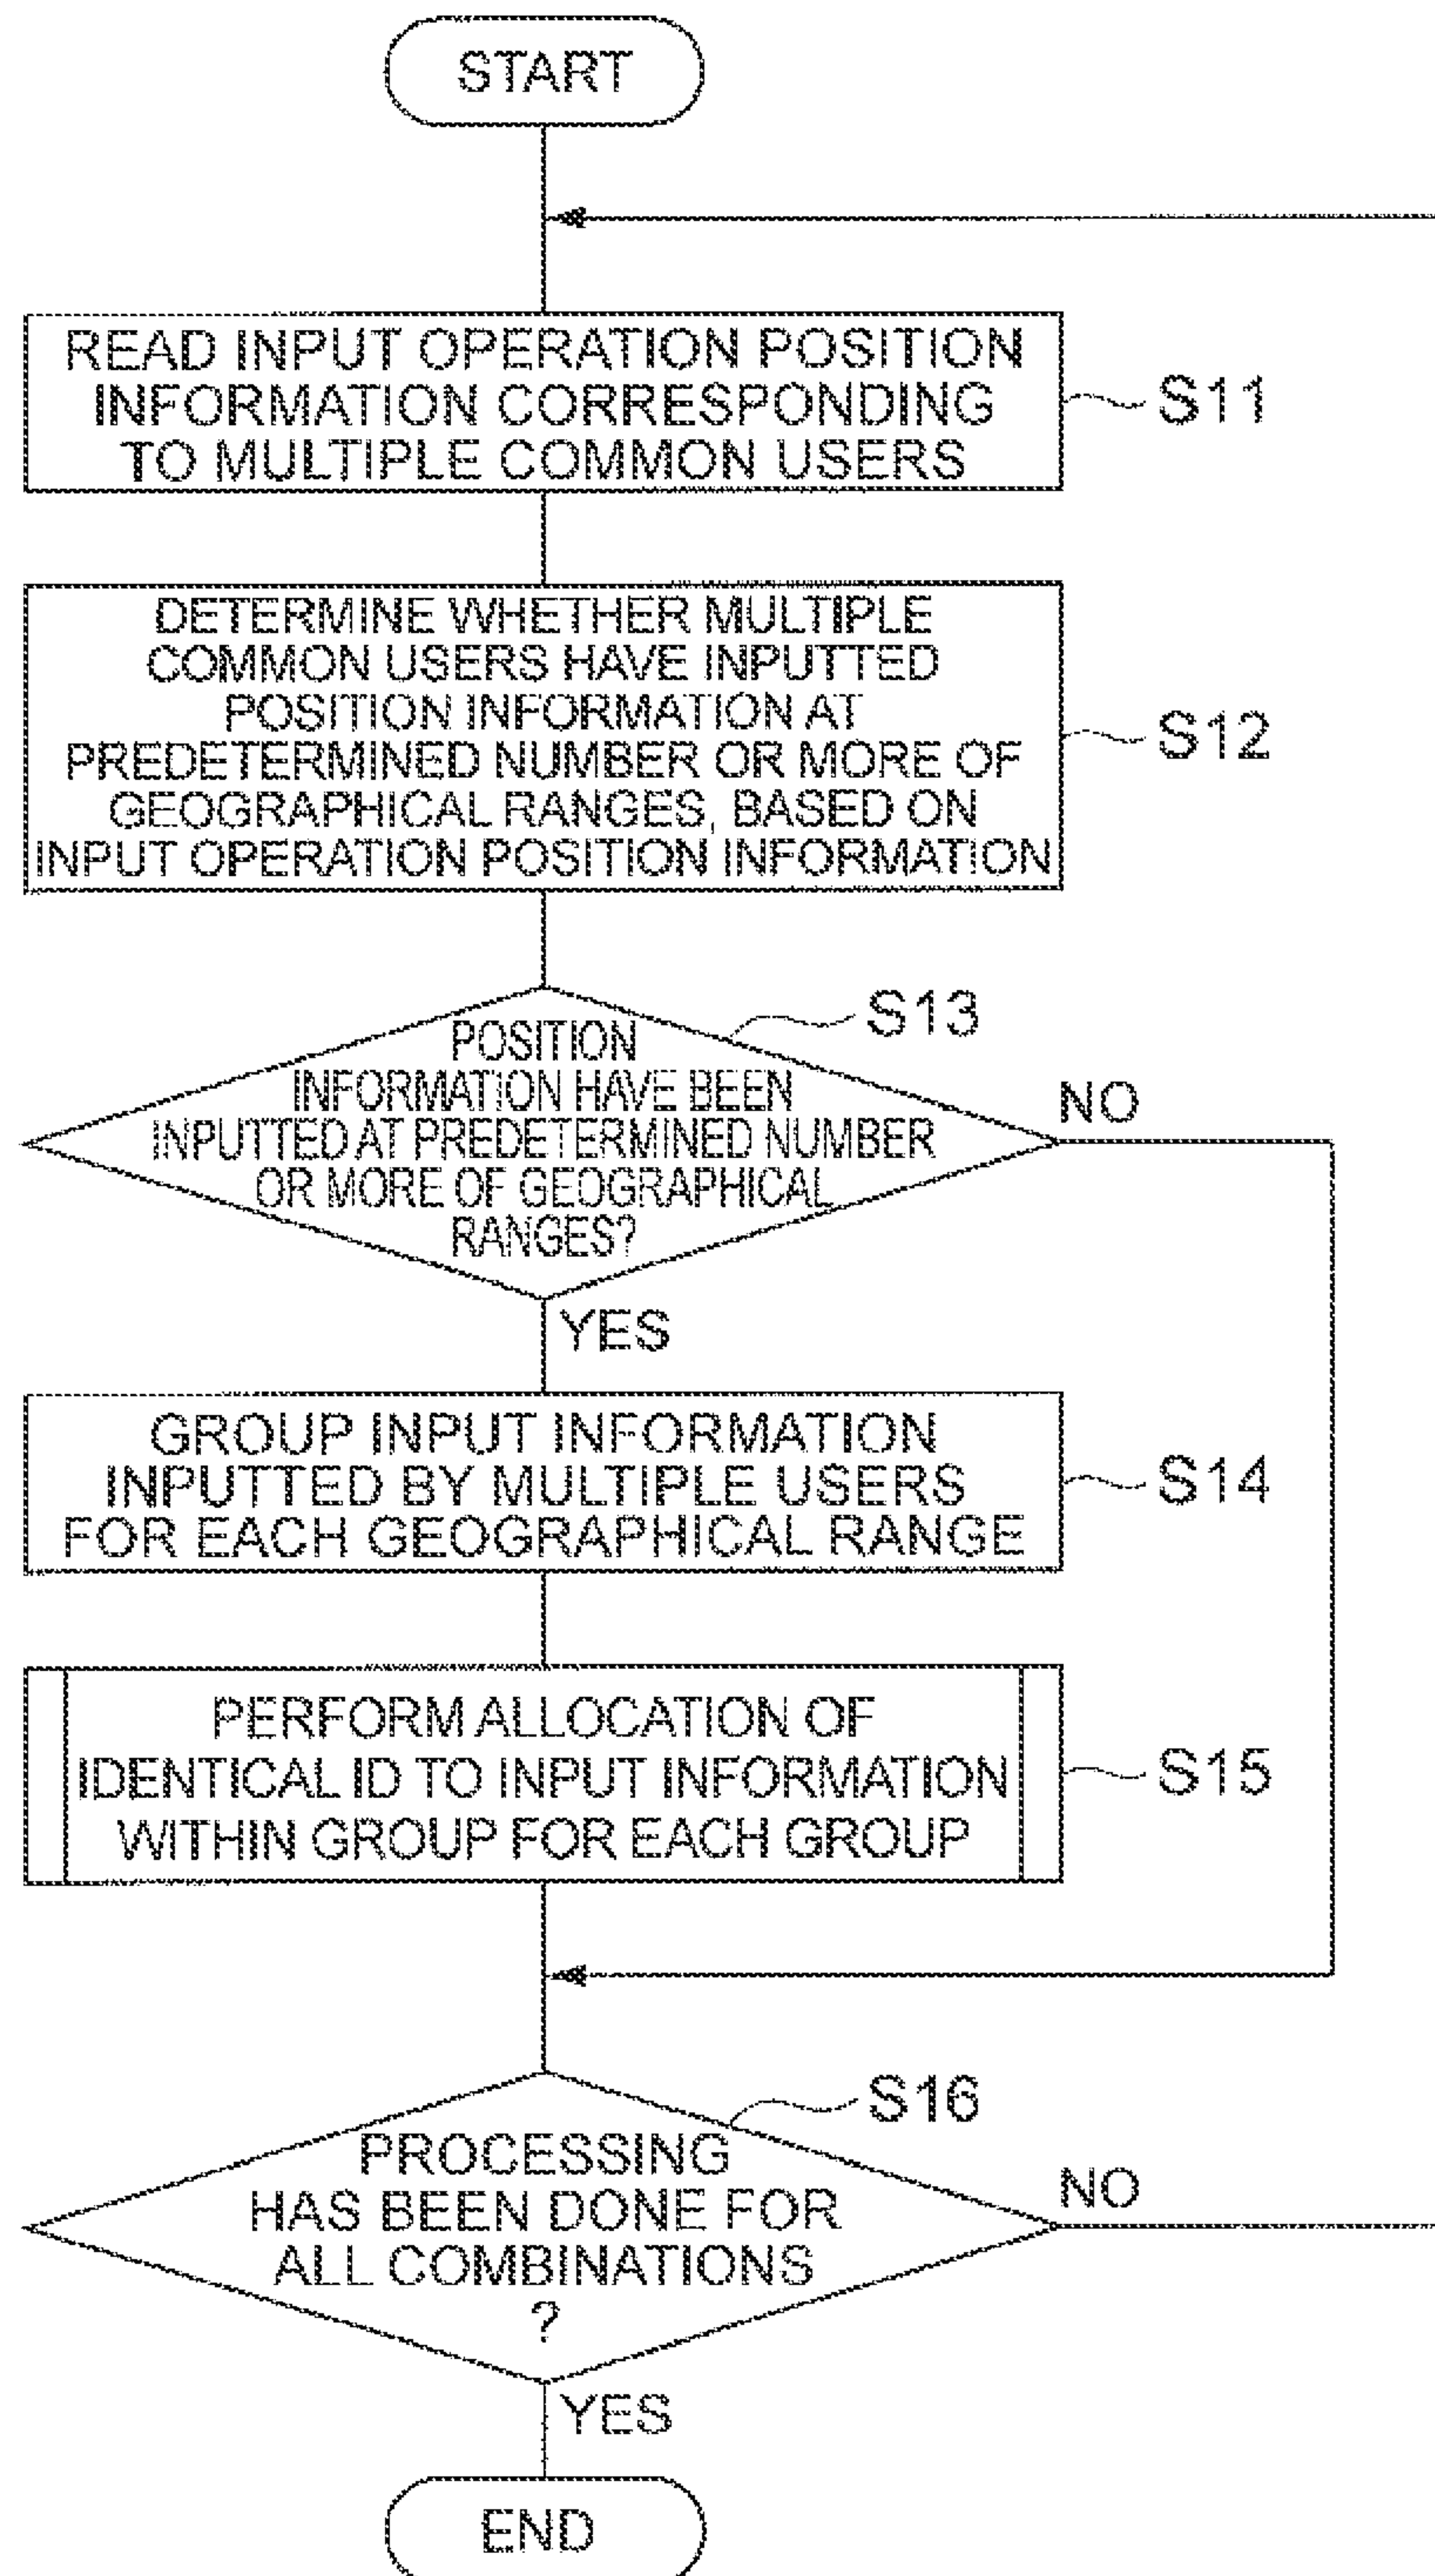 START
READ INPUT OPERATION POSITION
INFORMATION CORRESPONDING
TO MULTIPLE COMMON USERS
S11
DETERMINE WHETHER MULTIPLE
COMMON USERS HAVE INPUTTED
POSITION INFORMATION AT
PREDETERMINED NUMBER OR MORE OF
GEOGRAPHICAL RANGES, BASED ON
INPUT OPERATION POSITION INFORMATION
S12
S13
POSITION
INFORMATION HAVE BEEN
INPUTTED AT PREDETERMINED NUMBER
OR MORE OF GEOGRAPHICAL
RANGES?
NO
YES
GROUP INPUT INFORMATION
INPUTTED BY MULTIPLE USERS
FOR EACH GEOGRAPHICAL RANGE
S14
PERFORM ALLOCATION OF
IDENTICAL ID TO INPUT INFORMATION
WITHIN GROUP FOR EACH GROUP
S15
S16
PROCESSING
HAS BEEN DONE FOR
ALL COMBINATIONS
?
NO
YES
END